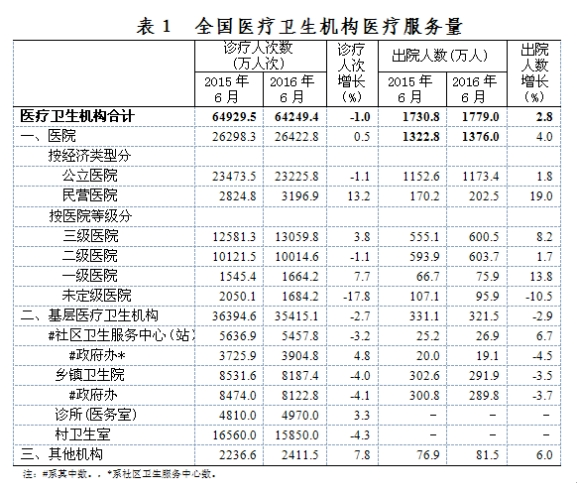 表 1 全国医疗卫生机构医疗服务量
诊疗人次数 (万人次) 诊疗人次增长 (%) 出院人数(万人) 出院人数增长 (%)
2015 年 6 月 2016 年 6 月 2015 年 6 月 2016 年 6 月
医疗卫生机构合计 64929.5 64249.4 -1.0 1730.8 1779.0 2.8
一、医院 26298.3 26422.8 0.5 1322.8 1376.0 4.0
按经济类型分
公立医院 23473.5 23225.8 -1.1 1152.6 1173.4 1.8
民营医院 2824.8 3196.9 13.2 170.2 202.5 19.0
按医院等级分
三级医院 12581.3 13059.8 3.8 555.1 600.5 8.2
二级医院 10121.5 10014.6 -1.1 593.9 603.7 1.7
一级医院 1545.4 1664.2 7.7 66.7 75.9 13.8
未定级医院 2050.1 1684.2 -17.8 107.1 95.9 -10.5
二、基层医疗卫生机构 36394.6 35415.1 -2.7 331.1 321.5 -2.9
#社区卫生服务中心(站) 5636.9 5457.8 -3.2 25.2 26.9 6.7
#政府办* 3725.9 3904.8 4.8 20.0 19.1 -4.5
乡镇卫生院 8531.6 8187.4 -4.0 302.6 291.9 -3.5
#政府办 8474.0 8122.8 -4.1 300.8 289.8 -3.7
诊所(医务室) 4810.0 4970.0 3.3 - - -
村卫生室 16560.0 15850.0 -4.3 - - -
三、其他机构 2236.6 2411.5 7.8 76.9 81.5 6.0
注：#系其中数。. *系社区卫生服务中心数。